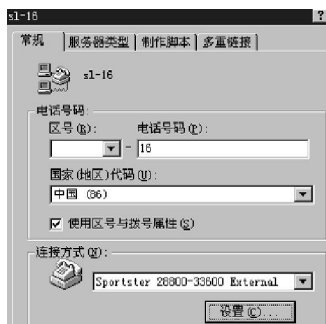 sl-16 ?
常规 服务器类型 制作脚本 多重链接
sl-16
电话号码:
区号(B): 电话号码(P):
- 16
国家(地区)代码(U):
中国 (86)
使用区号与拨号属性(S)
连接方式(N):
Sportster 28800-33600 External
设置(C)...